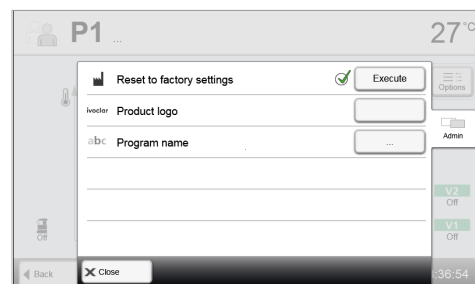 P1 ...
27°C
Reset to factory settings
Execute
Options
ivoclar Product logo
Admin
abc Program name
...
V2
Off
V1
Off
Off
Back
Close
:36:54